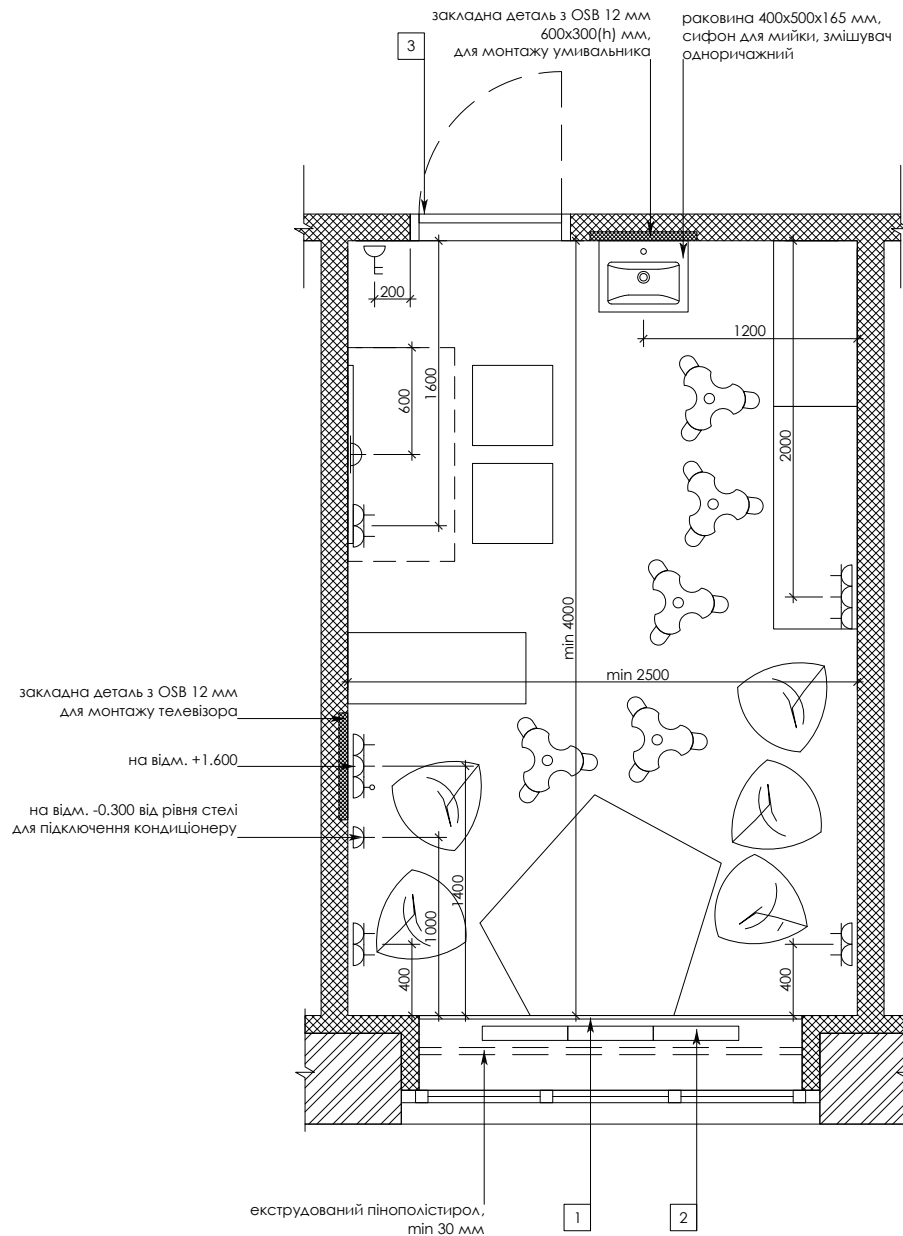 закладна деталь з OSB 12 мм
600x300(h) мм,
для монтажу умивальника
раковина 400x500x165 мм,
сифон для мийки, змішувач
одноричажний
3
200
1200
600
1600
2000
min 4000
min 2500
закладна деталь з OSB 12 мм
для монтажу телевізора
на відм. +1.600
на відм. -0.300 від рівня стелі
для підключення кондиціонеру
1400
1000
400
400
екструдований пінополістирол,
min 30 мм
1
2